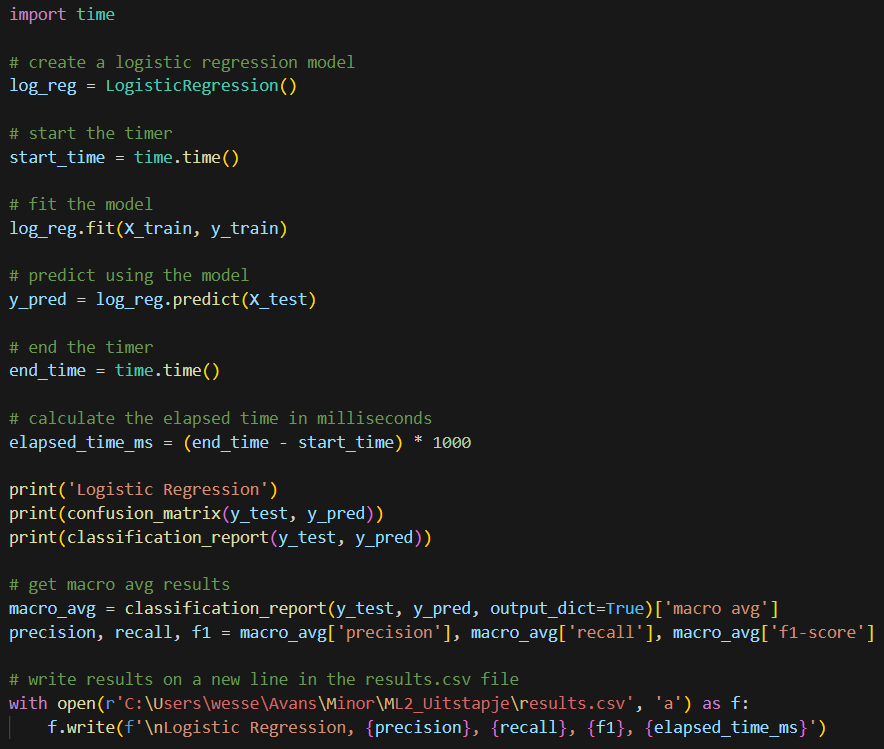 import time
# create a logistic regression model
log_reg = LogisticRegression()
# start the timer
start_time = time.time()
# fit the model
log_reg.fit(X_train, y_train)
# predict using the model
y_pred = log_reg.predict(X_test)
# end the timer
end_time = time.time()
# calculate the elapsed time in milliseconds
elapsed_time_ms = (end_time - start_time) * 1000
print('Logistic Regression')
print(confusion_matrix(y_test, y_pred))
print(classification_report(y_test, y_pred))
# get macro avg results
macro_avg = classification_report(y_test, y_pred, output_dict=True)['macro avg']
precision, recall, f1 = macro_avg['precision'], macro_avg['recall'], macro_avg['f1-score']
# write results on a new line in the results.csv file
with open(r'C:\Users\wesse\Avans\Minor\ML2_Uitstapje\results.csv', 'a') as f:
    f.write(f'\nLogistic Regression, {precision}, {recall}, {f1}, {elapsed_time_ms}')